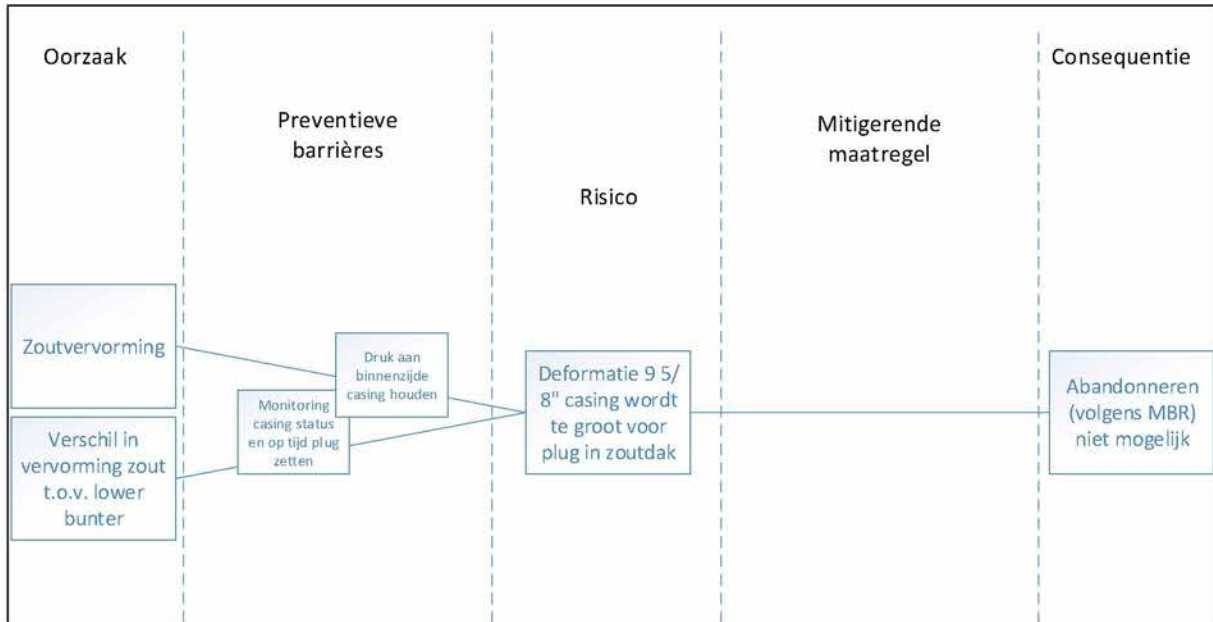 Oorzaak
Preventieve
barrières
Risico
Mitigerende
maatregel
Consequentie
Zoutvervorming
Verschil in
vervorming zout
t.o.v. lower
bunter
Druk aan
binnenzijde
casing houden
Monitoring
casing status
en op tijd plug
zetten
Deformatie 9 5/
8" casing wordt
te groot voor
plug in zoutdak
Abandonneren
(volgens MBR)
niet mogelijk